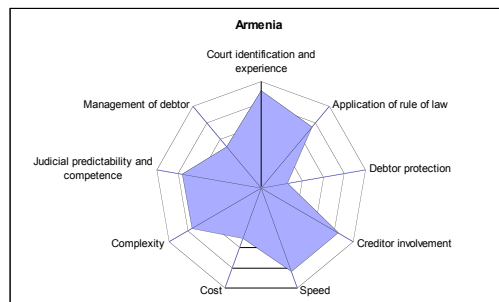 Armenia
Court identification and
experience
Management of debtor
Application of rule of law
Judicial predictability and
competence
Debtor protection
Complexity
Creditor involvement
Cost
Speed